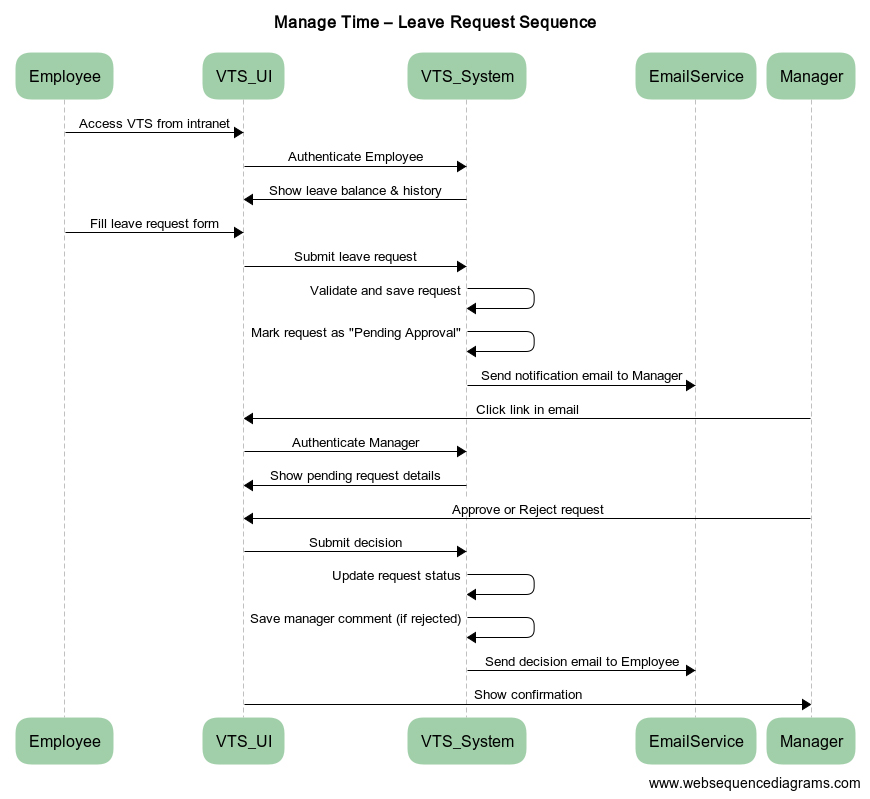 Manage Time – Leave Request Sequence
Employee VTS_UI VTS_System EmailService Manager
Access VTS from intranet
Authenticate Employee
Show leave balance & history
Fill leave request form
Submit leave request
Validate and save request
Mark request as "Pending Approval"
Send notification email to Manager
Click link in email
Authenticate Manager
Show pending request details
Approve or Reject request
Submit decision
Update request status
Save manager comment (if rejected)
Send decision email to Employee
Show confirmation
Employee VTS_UI VTS_System EmailService Manager
www.websequencediagrams.com